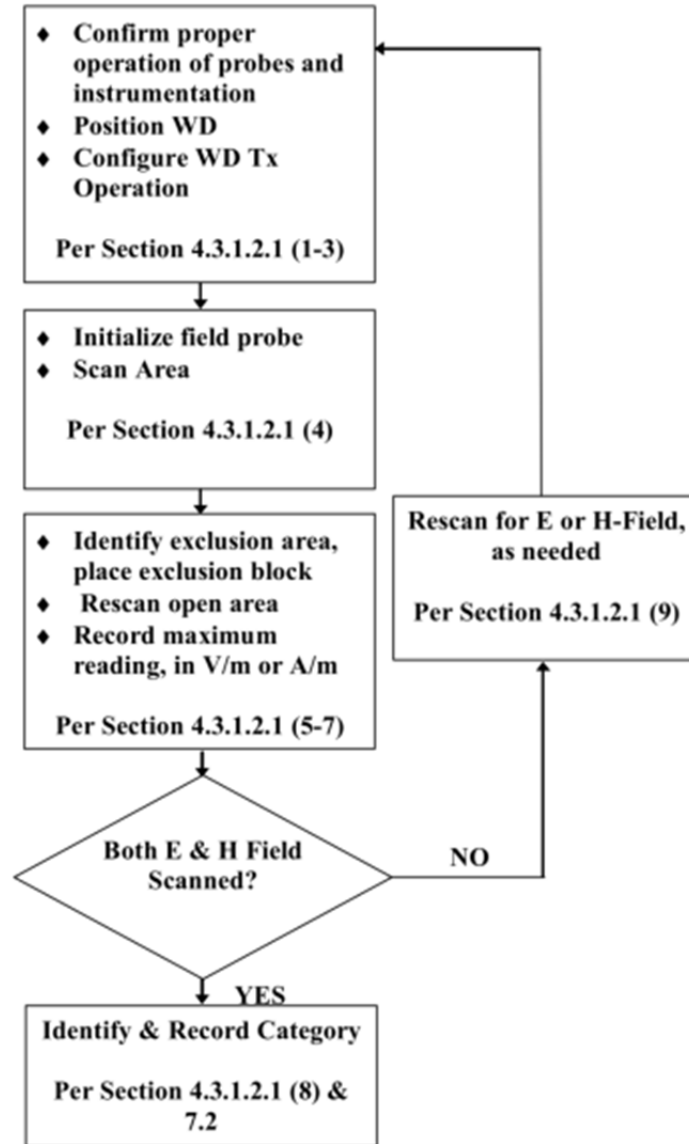 ♦ Confirm proper
operation of probes and
instrumentation
♦ Position WD
♦ Configure WD Tx
Operation
Per Section 4.3.1.2.1 (1-3)
♦ Initialize field probe
♦ Scan Area
Per Section 4.3.1.2.1 (4)
♦ Identify exclusion area,
place exclusion block
♦ Rescan open area
♦ Record maximum
reading, in V/m or A/m
Per Section 4.3.1.2.1 (5-7)
Rescan for E or H-Field,
as needed
Per Section 4.3.1.2.1 (9)
Both E & H Field
Scanned?
NO
YES
Identify & Record Category
Per Section 4.3.1.2.1 (8) &
7.2